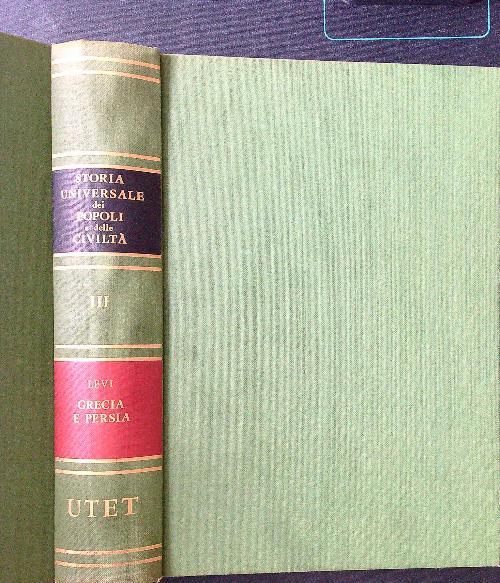 STORIA
UNIVERSALE
dei
POPOLI
e delle
CIVILTÀ
III
LEVI
GRECIA
E PERSIA
UTET